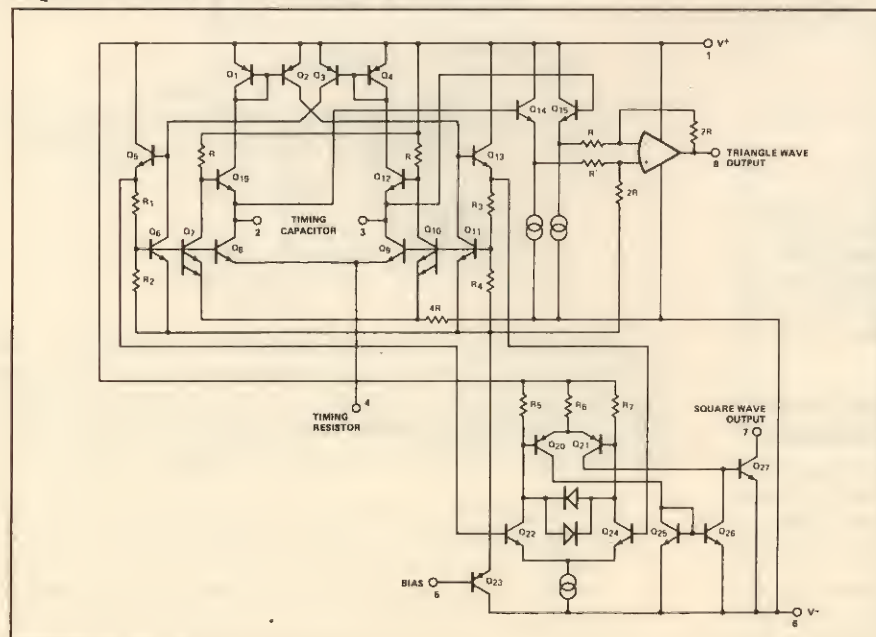 V+
1
Q1
Q2
Q3
Q4
Q14
Q15
2R
R
TRIANGLE WAVE
OUTPUT
8
Q5
R
Q19
Q12
R
Q13
R'
2R
R1
2
TIMING
CAPACITOR
3
R3
Q6
Q7
Q8
Q9
Q10
Q11
R2
R4
4R
4
TIMING
RESISTOR
R5
R6
R7
SQUARE WAVE
OUTPUT
7
Q20
Q21
Q27
Q22
Q24
Q25
Q26
BIAS
5
Q23
V-
6